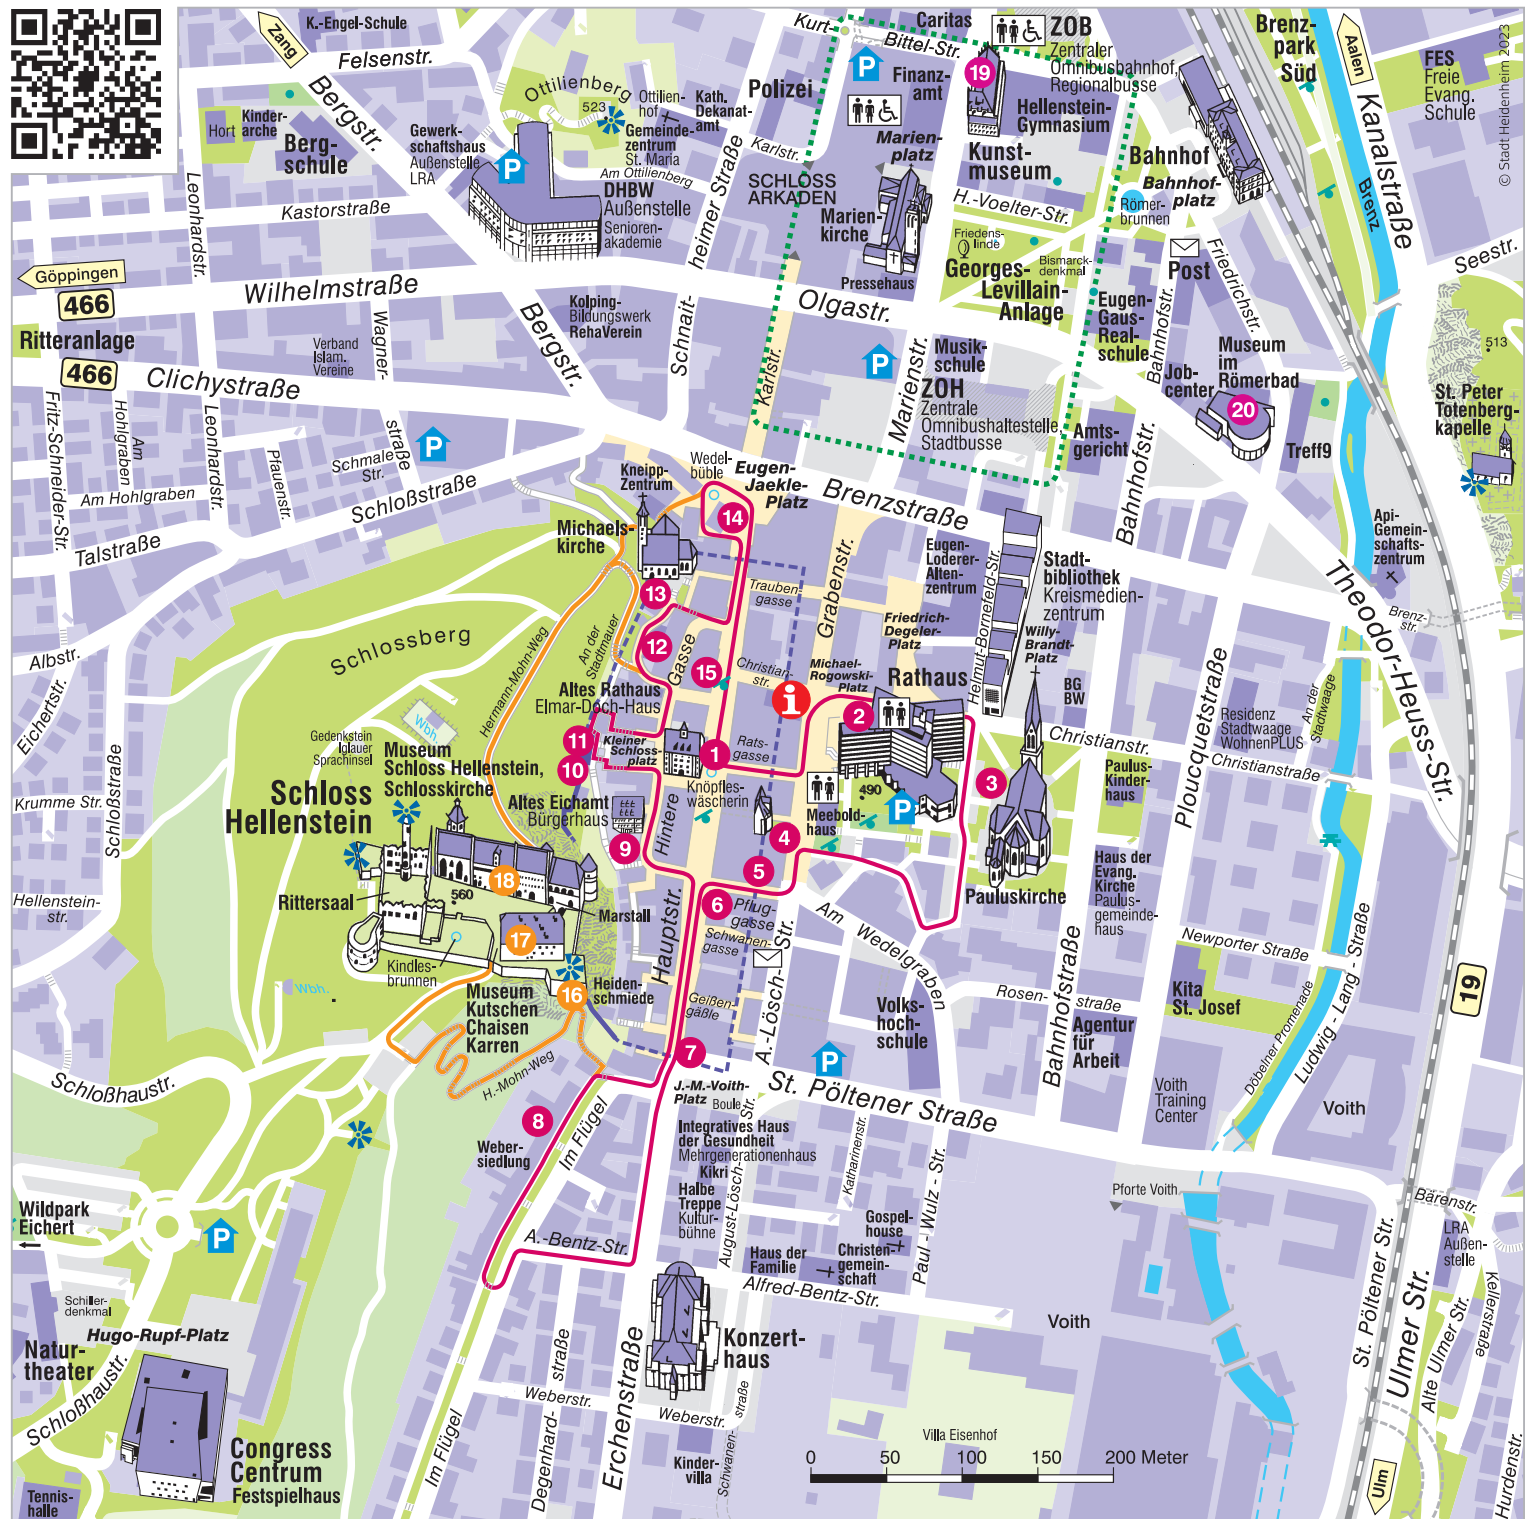 Zang
K.-Engel-Schule
Felsenstr.
Bergstr.
Hort
Kinder-
arche
Berg-
schule
Ottilienberg
523
Ottilien-
hof
Kath.
Dekanat-
amt
Gemeinde-
zentrum
St. Maria
Am Ottilienberg
Gewerk-
schaftshaus
Außenstelle
LRA
DHBW
Außenstelle
Senioren-
akademie
Polizei
Kurt-
Bittel-Str.
Caritas
P
Finanz-
amt
19
ZOB
Zentraler
Omnibusbahnhof,
Regionalbusse
Hellenstein-
Gymnasium
Kunst-
museum
Marien-
platz
Marien-
kirche
Pressehaus
Karlstr.
SCHLOSS
ARKADEN
H.-Voelter-Str.
Friedens-
linde
Bismarck-
denkmal
Georges-
Levillain-
Anlage
Bahnhof
Bahnhof-
platz
Römer-
brunnen
Post
Friedrichstr.
Brenz-
park
Süd
Aalen
Kanalstraße
Brenz
FES
Freie
Evang.
Schule
© Stadt Heidenheim 2023
Seestr.
513
St. Peter
Totenberg-
kapelle
Leonhardstr.
Kastorstraße
Göppingen
466
Wilhelmstraße
Ritteranlage
466
Clichystraße
Verband
Islam.
Vereine
Wagner-
straße
Kolping-
Bildungswerk
RehaVerein
Bergstr.
Schnait-
heimer Straße
Olgastr.
Karlstr.
P
Marienstr.
Musik-
schule
ZOH
Zentrale
Omnibushaltestelle,
Stadtbusse
Eugen-
Gaus-
Real-
schule
Bahnhofstr.
Job-
center
Museum
im
Römerbad
20
Treff9
Amts-
gericht
Bahnhofstr.
Fritz-Schneider-Str.
Am
Hohlgraben
Leonhardstr.
Pfauenstr.
Schmale
Str.
Am Hohlgraben
Schloßstraße
Talstraße
P
Kneipp-
Zentrum
Wedel-
büble
Eugen-
Jaekle-
Platz
Brenzstraße
14
Michaels-
kirche
13
12
15
Trauben-
gasse
Grabenstr.
Eugen-
Loderer-
Alten-
zentrum
Friedrich-
Degeler-
Platz
Helmut-Bornefeld-Str.
Stadt-
bibliothek
Kreismedien-
zentrum
Willy-
Brandt-
Platz
BG
BW
Api-
Gemein-
schafts-
zentrum
Brenz-
str.
Theodor-Heuss-Str.
Ploucquetstraße
An der
Stadtwaage
Residenz
Stadtwaage
WohnenPLUS
Christianstr.
Christianstraße
Schlossberg
Hermann-Mohn-Weg
An der
Stadtmauer
Gasse
Christian-
str.
Michael-
Rogowski-
Platz
Rathaus
i
2
Albstr.
Eichertstr.
Schloßstraße
Krumme Str.
Hellenstein-
str.
Wbh.
Gedenkstein
Iglauer
Sprachinsel
Museum
Schloss Hellenstein,
Schlosskirche
Altes Rathaus
Elmar-Doch-Haus
11
10
Kleiner
Schloss-
platz
1
Rats-
gasse
Knöpfles-
wäscherin
Schloss
Hellenstein
Altes Eichamt
Bürgerhaus
9
Hintere
490
P
Meebold-
haus
3
4
5
6
Pauluskirche
Paulus-
Kinder-
haus
Haus der
Evang.
Kirche
Paulus-
gemeinde-
haus
Rittersaal
560
18
17
16
Marstall
Kindles-
brunnen
Wbh.
Museum
Kutschen
Chaisen
Karren
Heiden-
schmiede
Hauptstr.
Pflug-
gasse
Schwanen-
gasse
Geißen-
gäßle
A.-Lösch-Str.
Am
Wedelgraben
Volks-
hoch-
schule
Rosen-
straße
Bahnhofstraße
Agentur
für
Arbeit
Newporter Straße
Kita
St. Josef
Döbelner Promenade
Ludwig - Lang - Straße
19
Schloßhaustr.
H.-Mohn-Weg
7
J.-M.-Voith-
Platz
Boule
P
St. Pöltener Straße
Voith
Training
Center
Voith
8
Weber-
siedlung
Im Flügel
Integratives Haus
der Gesundheit
Mehrgenerationenhaus
Kikri
Halbe
Treppe
Kultur-
bühne
August-Lösch-Str.
Katharinenstr.
Paul - Wulz - Str.
Pforte Voith
Bärenstr.
LRA
Außen-
stelle
Wildpark
Eichert
P
A.-Bentz-Str.
Haus der
Familie
Gospel-
house
Christen-
gemein-
schaft
Alfred-Bentz-Str.
Voith
Schiller-
denkmal
Hugo-Rupf-Platz
Natur-
theater
Schloßhaustr.
Congress
Centrum
Festspielhaus
Tennis-
halle
Im Flügel
Degenhard-
straße
Weberstr.
Erchenstraße
Konzert-
haus
Weberstr.
Schwanen-
straße
Kinder-
villa
Villa Eisenhof
0 50 100 150 200 Meter
St. Pöltener Str.
Ulmer Str.
Alte Ulmer Str.
Kellerstraße
Hurdenstr.
Ulm